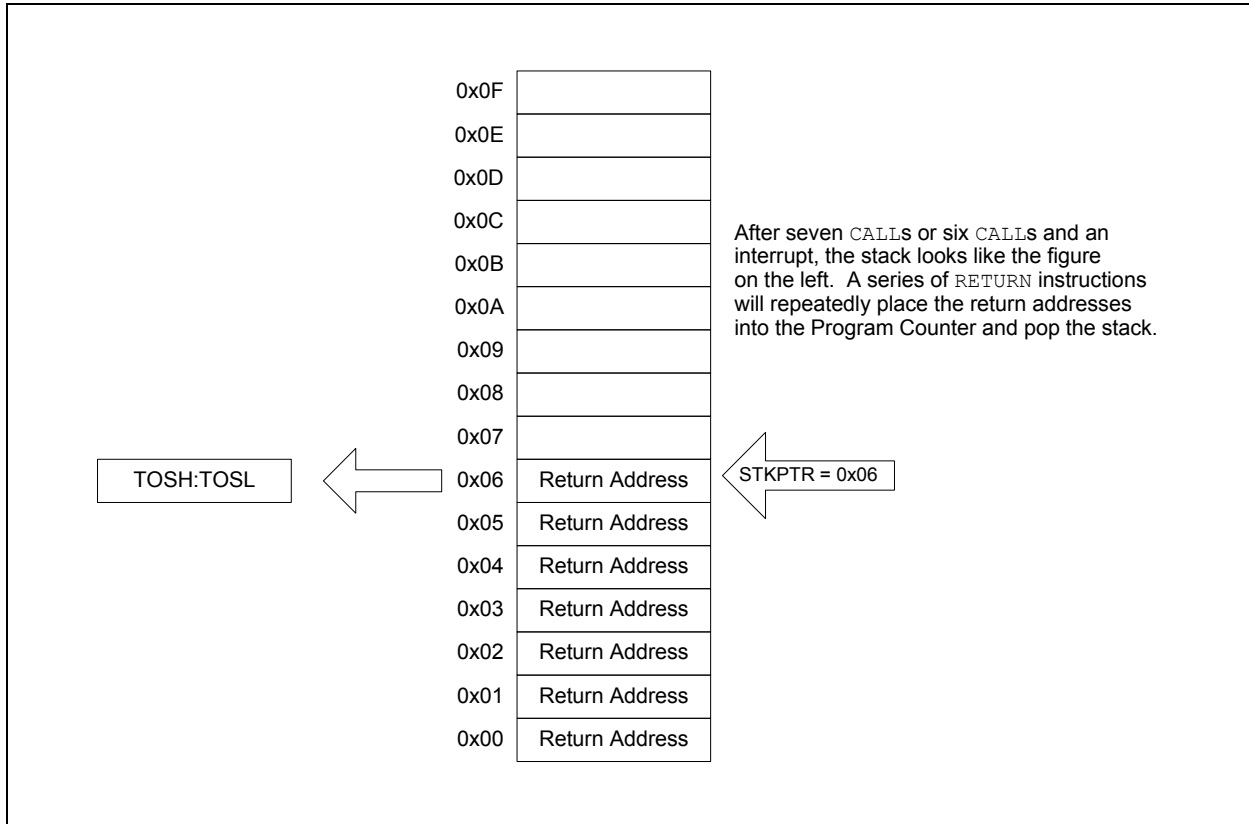 0x0F
0x0E
0x0D
0x0C
0x0B
0x0A
0x09
0x08
0x07
0x06 Return Address
0x05 Return Address
0x04 Return Address
0x03 Return Address
0x02 Return Address
0x01 Return Address
0x00 Return Address
TOSH:TOSL
STKPTR = 0x06
After seven CALLs or six CALLs and an
interrupt, the stack looks like the figure
on the left. A series of RETURN instructions
will repeatedly place the return addresses
into the Program Counter and pop the stack.